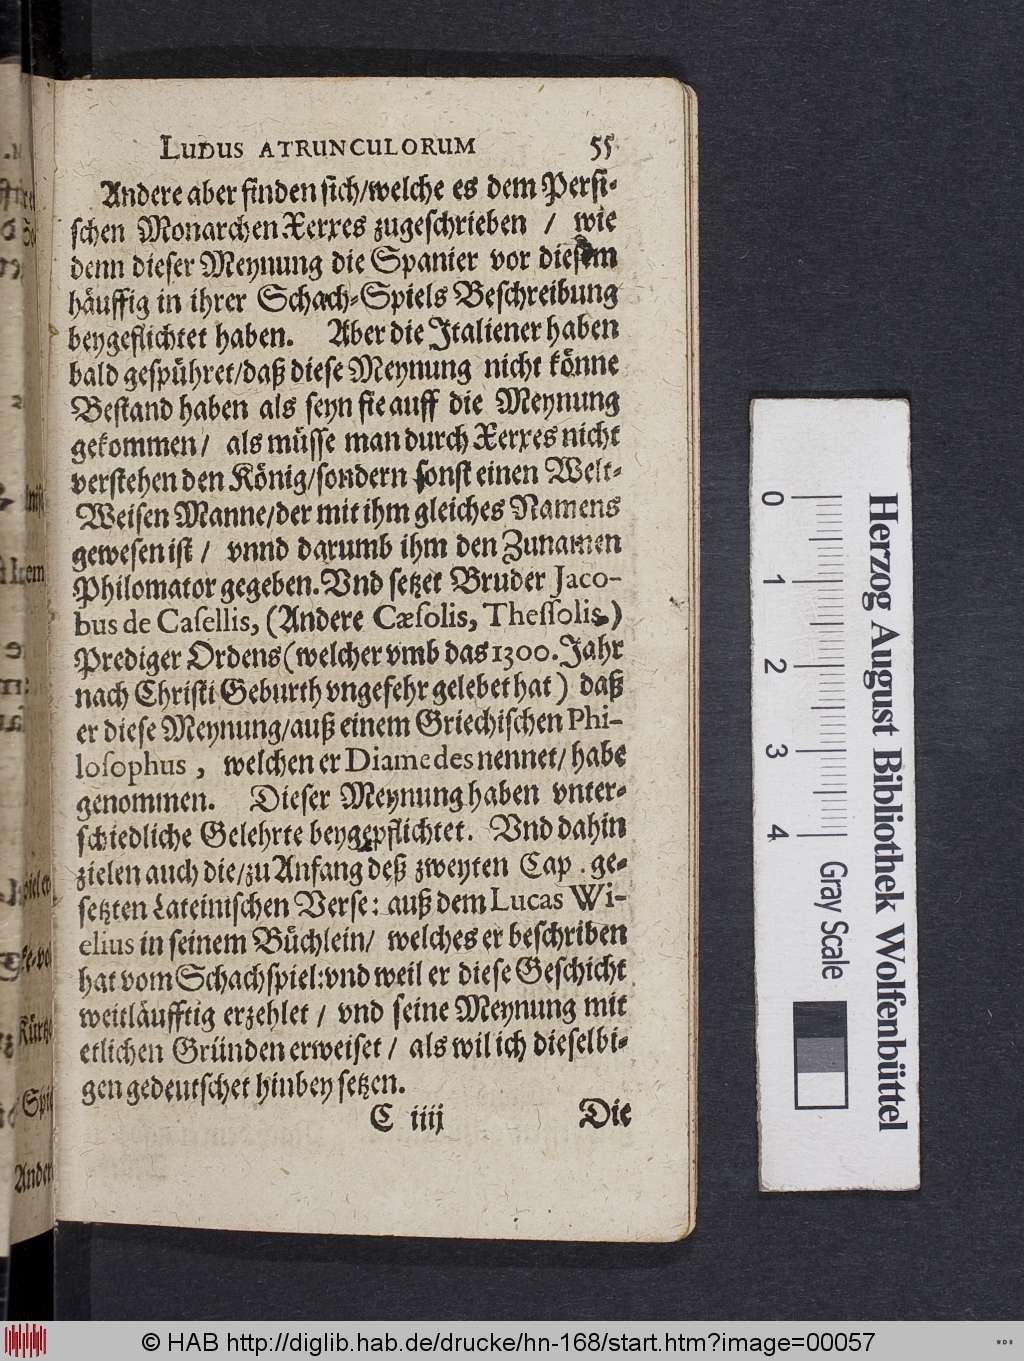 LUDUS ATRUNCULORUM 55
Andere aber finden sich/welche es dem Persi-
schen Monarchen Xerxes zugeschrieben / wie
denn dieser Meynung die Spanier vor diesem
häuffig in ihrer Schach-Spiels Beschreibung
beygeflichtet haben. Aber die Italiener haben
bald gespühret/daß diese Meynung nicht könne
Bestand haben als seyn sie auff die Meynung
gekommen/ als müsse man durch Xerxes nicht
verstehen den König/sondern sonst einen Welt-
Weisen Manne/der mit ihm gleiches Namens
gewesen ist / vnnd darumb ihm den Zunamen
Philomator gegeben. Vnd setzet Bruder Jaco-
bus de Casellis, (Andere Cæsolis, Thessolis,)
Prediger Ordens (welcher vmb das 1300. Jahr
nach Christi Geburth vngefehr gelebet hat) daß
er diese Meynung/auß einem Griechischen Phi-
losophus, welchen er Diamedes nennet/ habe
genommen. Dieser Meynung haben vnter-
schiedliche Gelehrte beygepflichtet. Vnd dahin
zielen auch die/zu Anfang deß zweyten Cap. ge-
setzten Lateinischen Verse: auß dem Lucas Wi-
elius in seinem Büchlein/ welches er beschriben
hat vom Schachspiel: vnd weil er diese Geschicht
weitläufftig erzehlet / vnd seine Meynung mit
etlichen Gründen erweiset / als wil ich dieselbi-
gen gedeutschet hinbey setzen.
C iiij Die
0 1 2 3 4
Gray Scale
Herzog August Bibliothek Wolfenbüttel
© HAB http://diglib.hab.de/drucke/hn-168/start.htm?image=00057